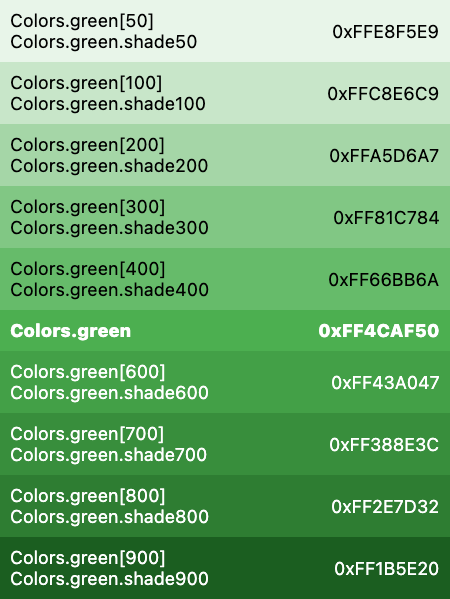 Colors.green[50]
Colors.green.shade50
0xFFE8F5E9
Colors.green[100]
Colors.green.shade100
0xFFC8E6C9
Colors.green[200]
Colors.green.shade200
0xFFA5D6A7
Colors.green[300]
Colors.green.shade300
0xFF81C784
Colors.green[400]
Colors.green.shade400
0xFF66BB6A
Colors.green
0xFF4CAF50
Colors.green[600]
Colors.green.shade600
0xFF43A047
Colors.green[700]
Colors.green.shade700
0xFF388E3C
Colors.green[800]
Colors.green.shade800
0xFF2E7D32
Colors.green[900]
Colors.green.shade900
0xFF1B5E20